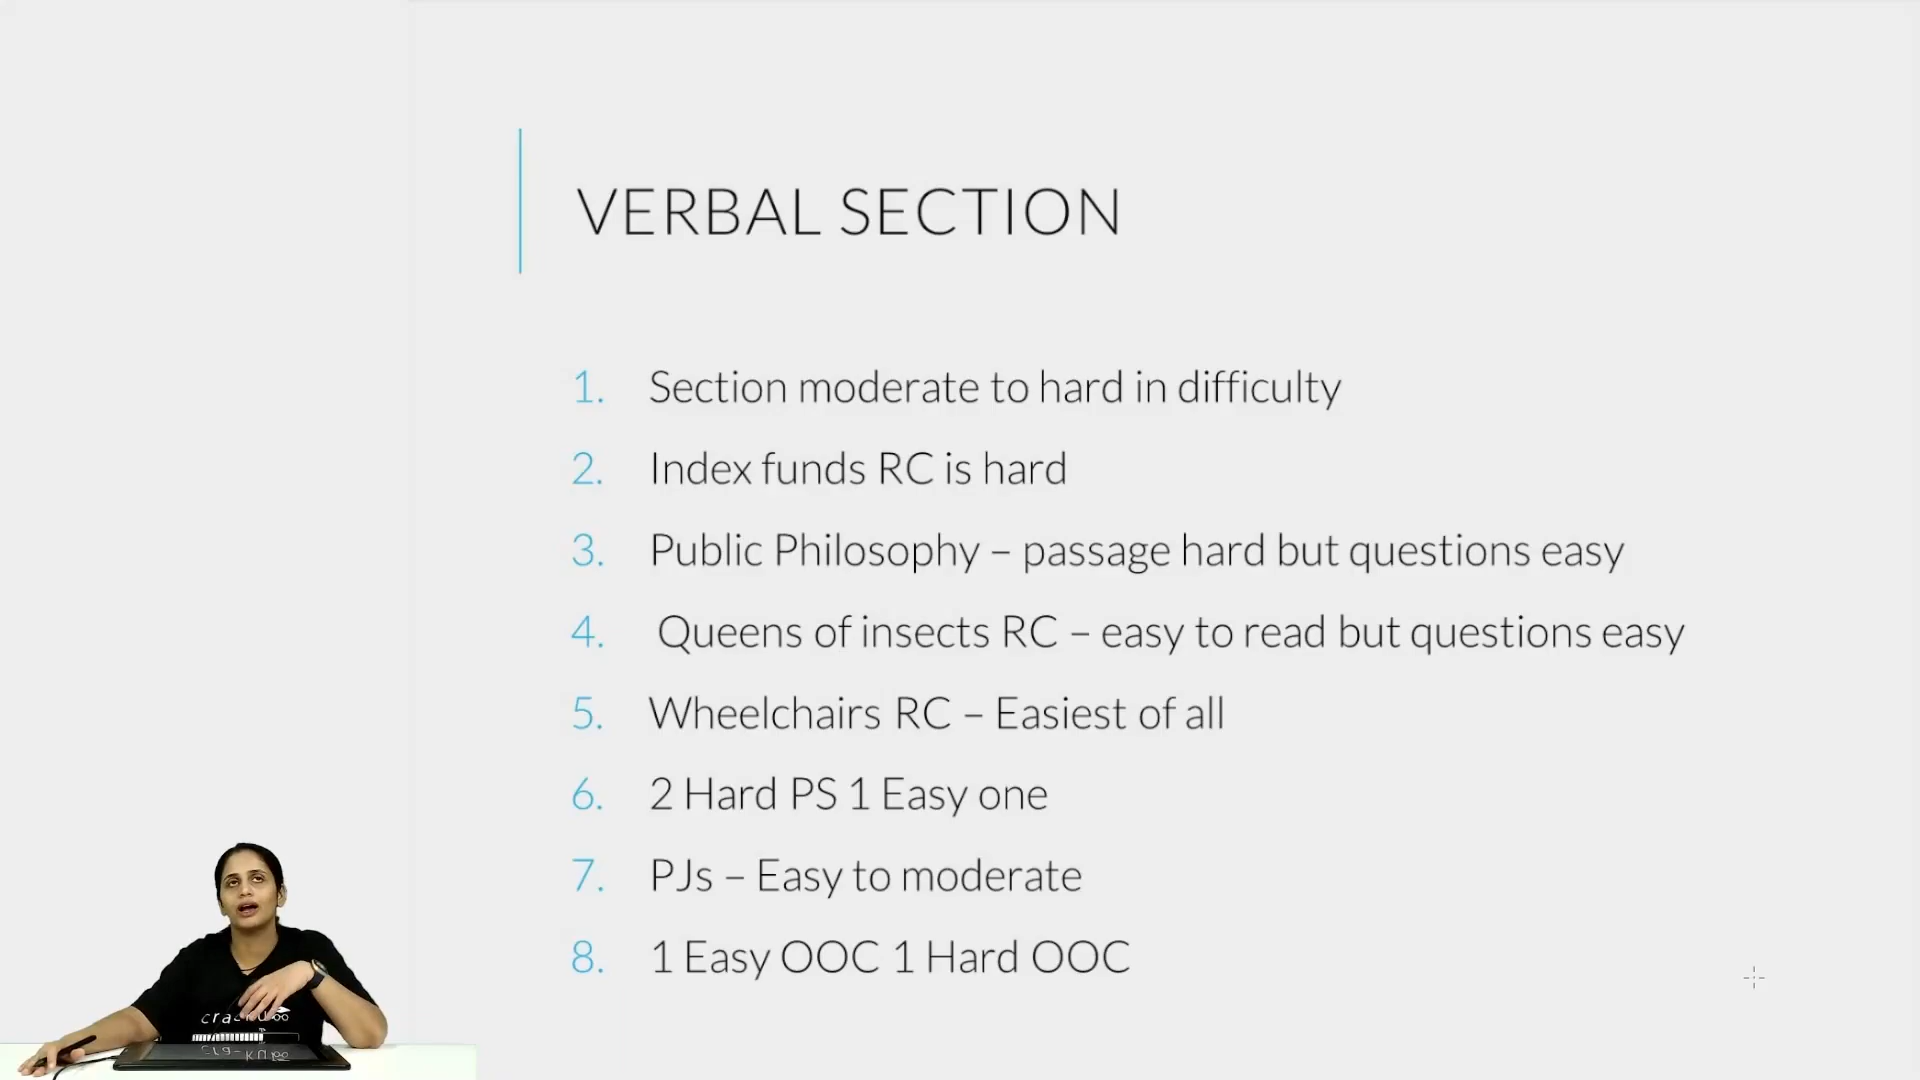 VERBAL SECTION
1. Section moderate to hard in difficulty
2. Index funds RC is hard
3. Public Philosophy – passage hard but questions easy
4. Queens of insects RC – easy to read but questions easy
5. Wheelchairs RC – Easiest of all
6. 2 Hard PS 1 Easy one
7. PJs – Easy to moderate
8. 1 Easy OOC 1 Hard OOC